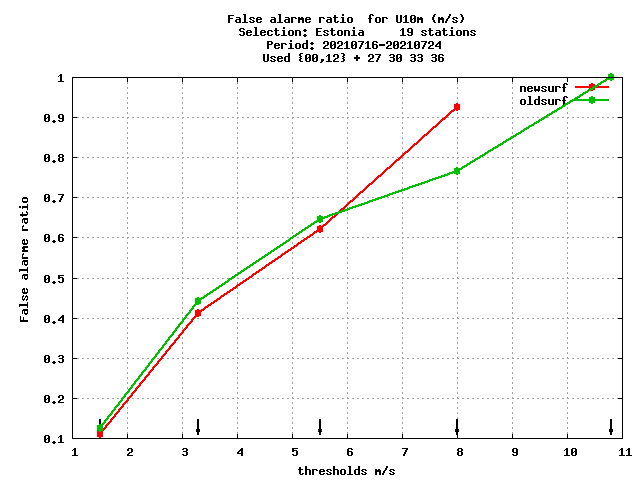 False alarme ratio  for U10m (m/s)
Selection: Estonia     19 stations
Period: 20210716-20210724
Used {00,12} + 27 30 33 36
newsurf
oldsurf
False alarme ratio
1
0.9
0.8
0.7
0.6
0.5
0.4
0.3
0.2
0.1
1 2 3 4 5 6 7 8 9 10 11
thresholds m/s